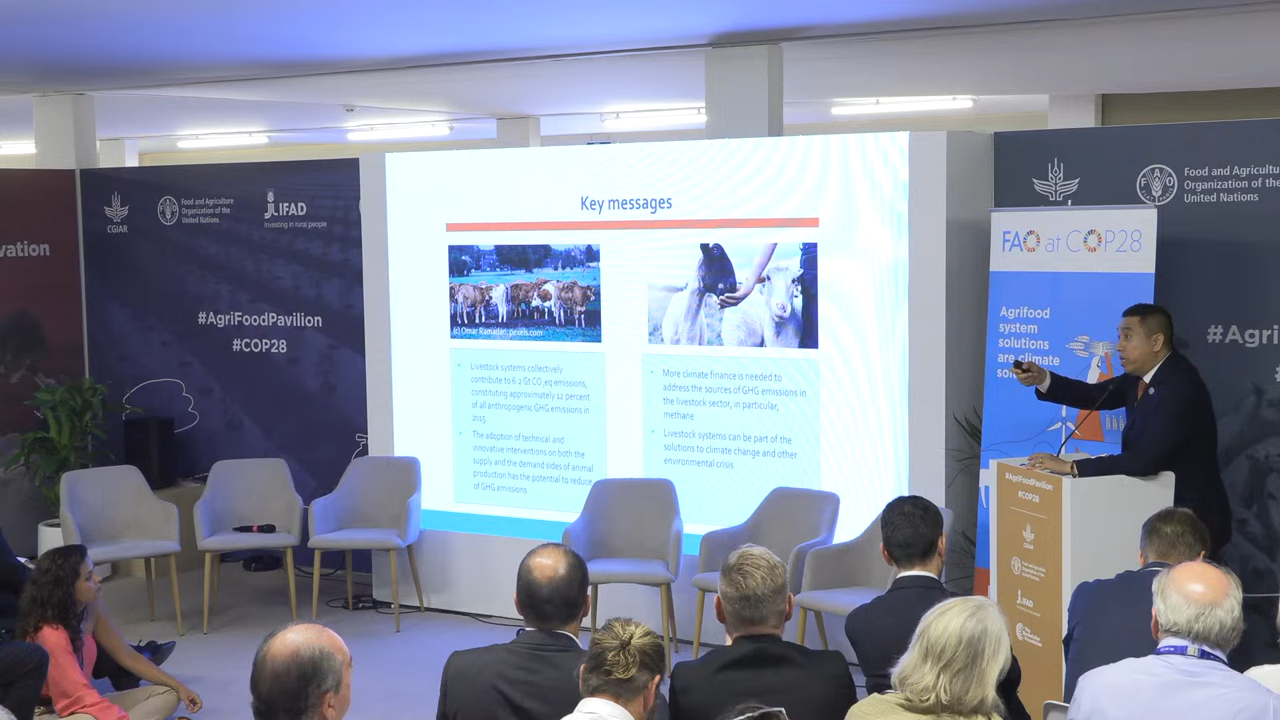 vation
CGIAR
Food and Agriculture
Organization of the
United Nations
JLIFAD
Investing in rural people
#AgriFoodPavilion
#COP28
Key messages
(c) Omar Ramadan, pexels.com
Livestock systems collectively
contribute to 6.2 Gt CO2eq emissions,
constituting approximately 12 percent
of all anthropogenic GHG emissions in
2015.
The adoption of technical and
innovative interventions on both the
supply and the demand sides of animal
production has the potential to reduce
of GHG emissions
More climate finance is needed to
address the sources of GHG emissions in
the livestock sector, in particular,
methane
Livestock systems can be part of the
solutions to climate change and other
environmental crisis
Food and Agricultu
Organization of the
United Nations
FAO at COP28
Agrifood
system
solutions
are climate
#Agri
#AgriFoodPavilion
#COP28
CGIAR
IFAD